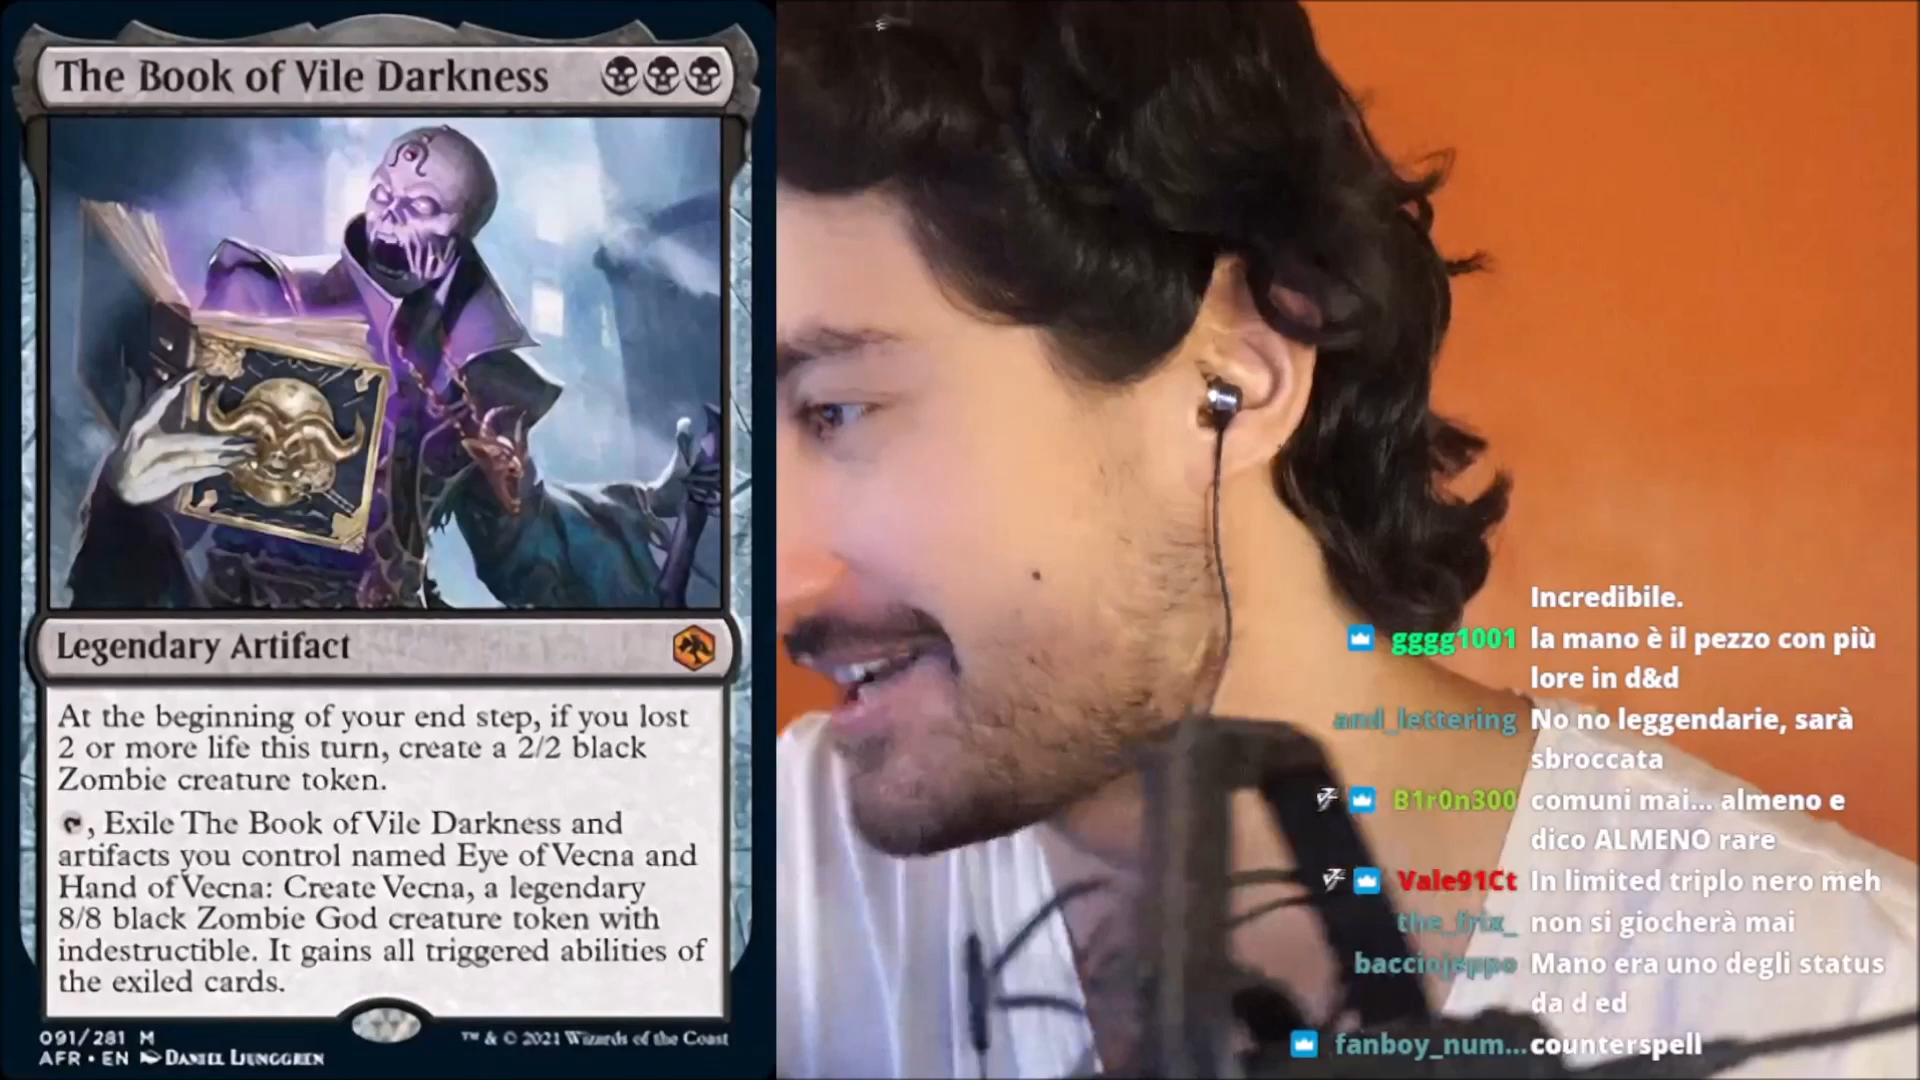 The Book of Vile Darkness
Legendary Artifact
At the beginning of your end step, if you lost
2 or more life this turn, create a 2/2 black
Zombie creature token.
, Exile The Book of Vile Darkness and
artifacts you control named Eye of Vecna and
Hand of Vecna: Create Vecna, a legendary
8/8 black Zombie God creature token with
indestructible. It gains all triggered abilities of
the exiled cards.
091/281 M
AFR • EN Daniel Ljunggren
™ & © 2021 Wizards of the Coast
Incredibile.
gggg1001 la mano è il pezzo con più
lore in d&d
and_lettering No no leggendarie, sarà
sbroccata
B1r0n300 comuni mai... almeno e
dico ALMENO rare
Vale91Ct In limited triplo nero meh
the_frix_ non si giocherà mai
bacciojeppo Mano era uno degli status
da d ed
fanboy_num... counterspell